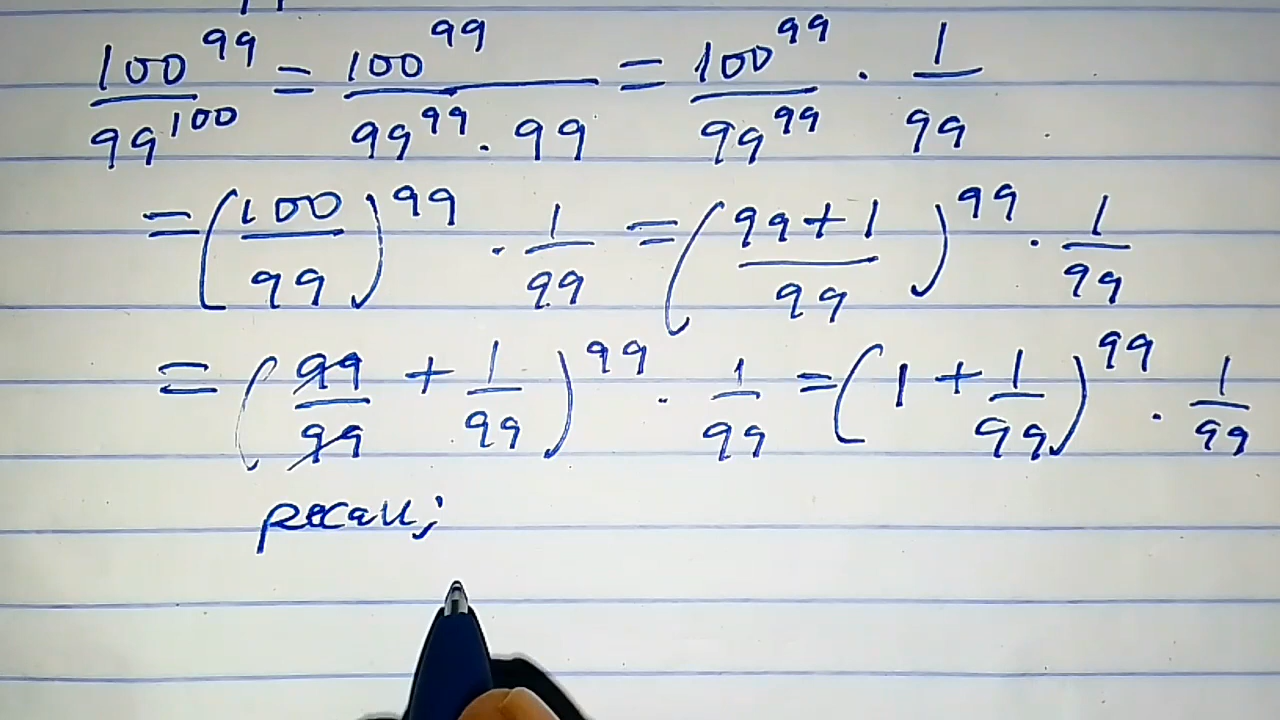 100^99/99^100 = 100^99/(99^99 . 99) = 100^99/99^99 . 1/99
= (100/99)^99 . 1/99 = ((99+1)/99)^99 . 1/99
= (99/99 + 1/99)^99 . 1/99 = (1 + 1/99)^99 . 1/99
recall;